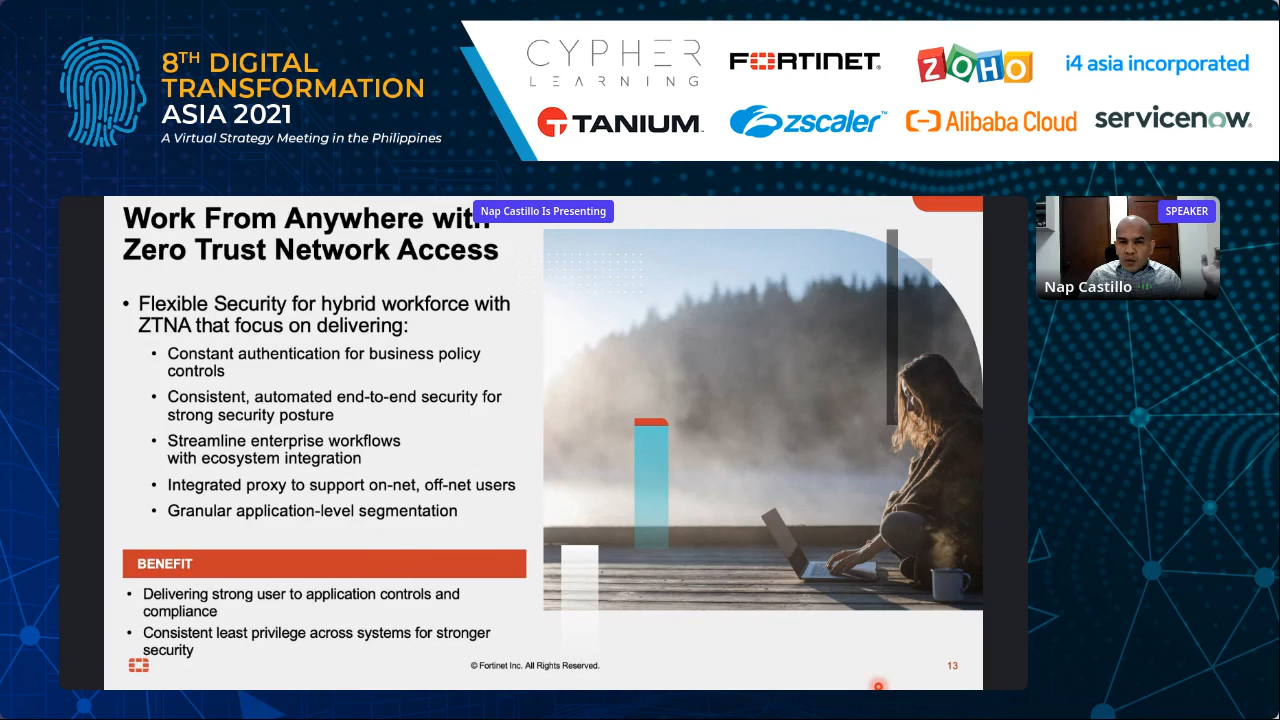 8TH DIGITAL
TRANSFORMATION
ASIA 2021
A Virtual Strategy Meeting in the Philippines
CYPHER
LEARNING
FORTINET®
ZOHO
i4 asia incorporated
TANIUM™
zscaler™
Alibaba Cloud
servicenow®
Work From Anywhere with
Zero Trust Network Access
Nap Castillo Is Presenting
• Flexible Security for hybrid workforce with
ZTNA that focus on delivering:
• Constant authentication for business policy
controls
• Consistent, automated end-to-end security for
strong security posture
• Streamline enterprise workflows
with ecosystem integration
• Integrated proxy to support on-net, off-net users
• Granular application-level segmentation
BENEFIT
• Delivering strong user to application controls and
compliance
• Consistent least privilege across systems for stronger
security
© Fortinet Inc. All Rights Reserved.
13
SPEAKER
Nap Castillo